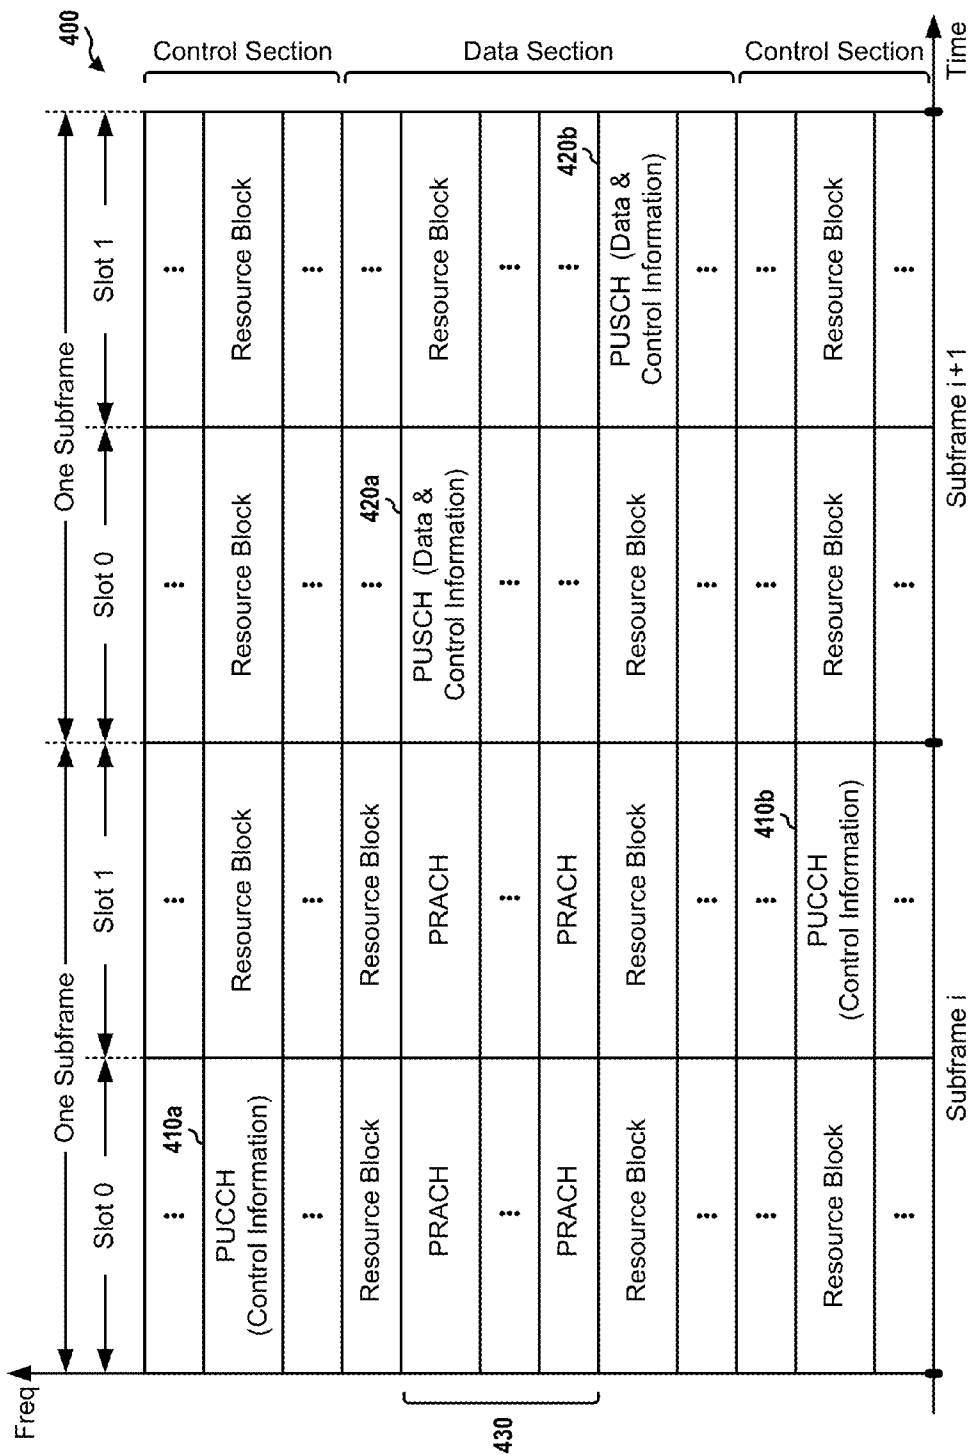 400
Freq
One Subframe One Subframe
Slot 0 Slot 1 Slot 0 Slot 1
410a
... ... ... ...
PUCCH
(Control Information) Resource Block Resource Block Resource Block
Control Section
... ... ... ...
420a
Resource Block Resource Block ... ...
430
PRACH PRACH PUSCH (Data &
Control Information) Resource Block
... ... ... ...
Data Section
420b
PRACH PRACH ... ...
Resource Block Resource Block Resource Block PUSCH (Data &
Control Information)
... ... ... ...
410b
... ... ... ...
Resource Block PUCCH
(Control Information) Resource Block Resource Block
Control Section
... ... ... ...
Subframe i Subframe i +1
Time